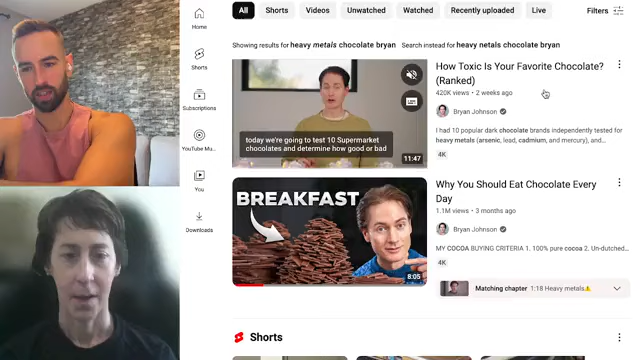 All
Shorts
Videos
Unwatched
Watched
Recently uploaded
Live
Filters
Home
Shorts
Subscriptions
YouTube Mu...
You
Downloads
Showing results for heavy metals chocolate bryan
Search instead for heavy netals chocolate bryan
today we're going to test 10 Supermarket
chocolates and determine how good or bad
11:47
How Toxic Is Your Favorite Chocolate?
(Ranked)
420K views • 2 weeks ago
Bryan Johnson
I had 10 popular dark chocolate brands independently tested for
heavy metals (arsenic, lead, cadmium, and mercury), and...
4K
BREAKFAST
8:05
Why You Should Eat Chocolate Every
Day
1.1M views • 3 months ago
Bryan Johnson
MY COCOA BUYING CRITERIA 1. 100% pure cocoa 2. Un-dutched...
4K
Matching chapter
1:18 Heavy metals⚠️
Shorts